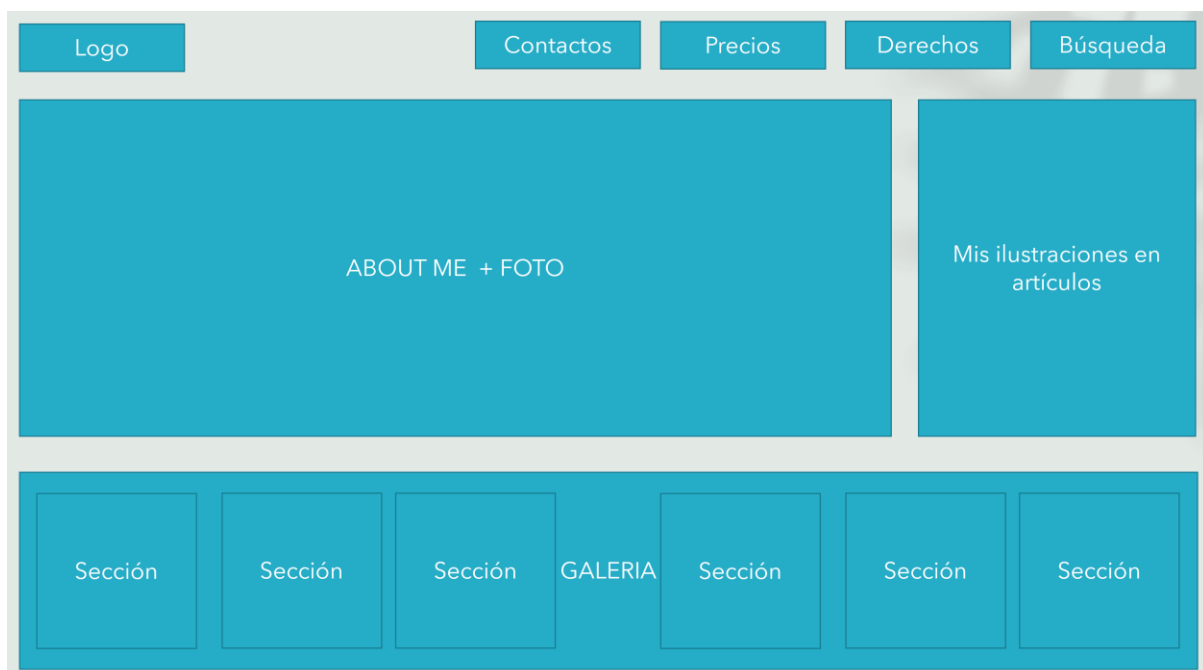 Logo
Contactos
Precios
Derechos
Búsqueda
ABOUT ME + FOTO
Mis ilustraciones en
artículos
Sección
Sección
Sección
GALERIA
Sección
Sección
Sección